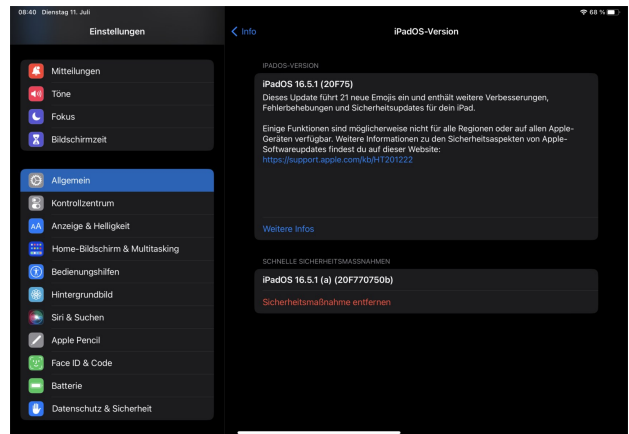 08:40 Dienstag 11. Juli
68 %
Einstellungen
Mitteilungen
Töne
Fokus
Bildschirmzeit
Allgemein
Kontrollzentrum
AA Anzeige & Helligkeit
Home-Bildschirm & Multitasking
Bedienungshilfen
Hintergrundbild
Siri & Suchen
Apple Pencil
Face ID & Code
Batterie
Datenschutz & Sicherheit
Info
iPadOS-Version
IPADOS-VERSION
iPadOS 16.5.1 (20F75)
Dieses Update führt 21 neue Emojis ein und enthält weitere Verbesserungen,
Fehlerbehebungen und Sicherheitsupdates für dein iPad.
Einige Funktionen sind möglicherweise nicht für alle Regionen oder auf allen Apple-
Geräten verfügbar. Weitere Informationen zu den Sicherheitsaspekten von Apple-
Softwareupdates findest du auf dieser Website:
https://support.apple.com/kb/HT201222
Weitere Infos
SCHNELLE SICHERHEITSMASSNAHMEN
iPadOS 16.5.1 (a) (20F770750b)
Sicherheitsmaßnahme entfernen